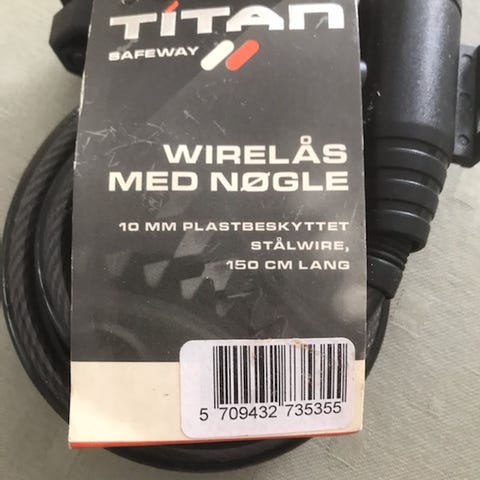 TITAN
SAFEWAY
WIRELÅS
MED NØGLE
10 MM PLASTBESKYTTET
STÅLWIRE,
150 CM LANG
5 709432 735355